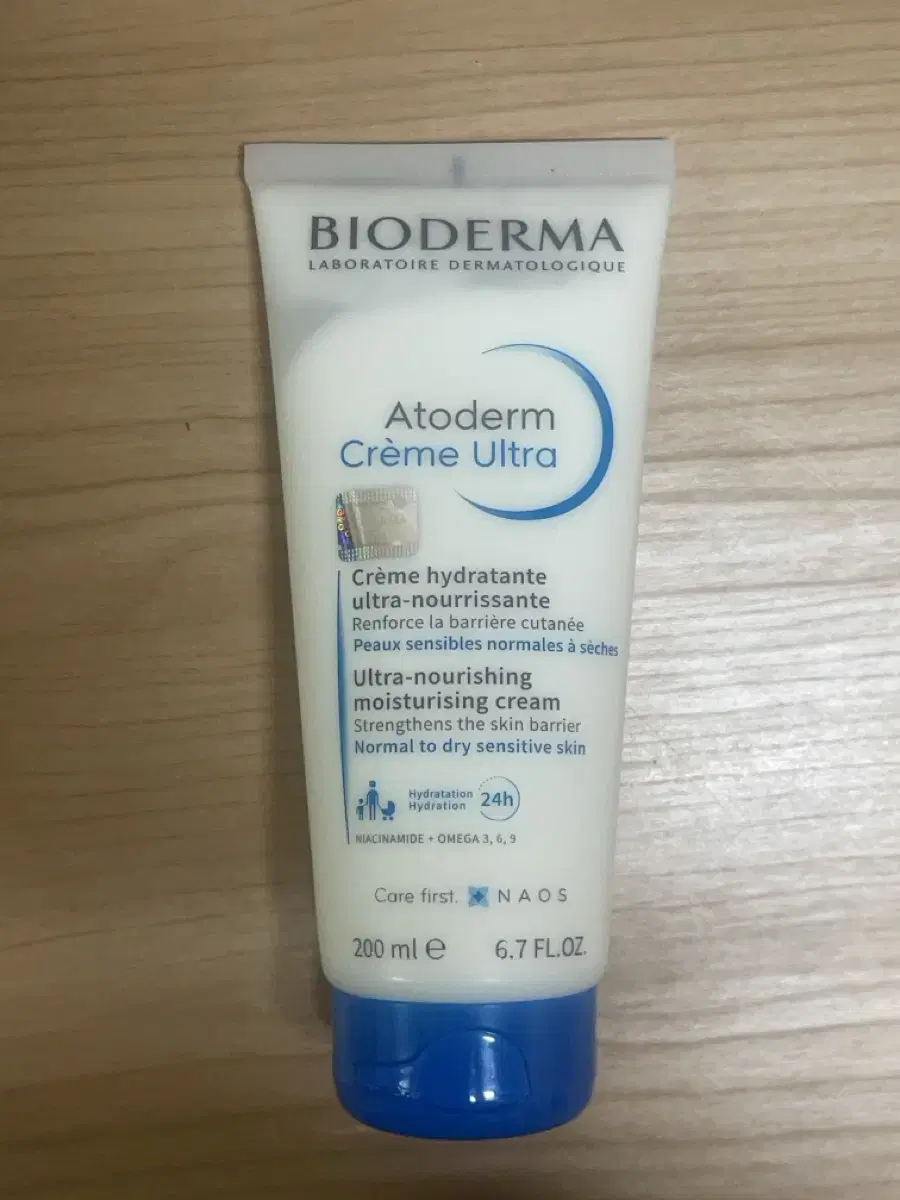 BIODERMA
LABORATOIRE DERMATOLOGIQUE
Atoderm
Crème Ultra
Crème hydratante
ultra-nourrissante
Renforce la barrière cutanée
Peaux sensibles normales à sèches
Ultra-nourishing
moisturising cream
Strengthens the skin barrier
Normal to dry sensitive skin
Hydratation
Hydration
24h
NIACINAMIDE + OMEGA 3, 6, 9
Care first. NAOS
200 ml ℮ 6.7 FL.OZ.